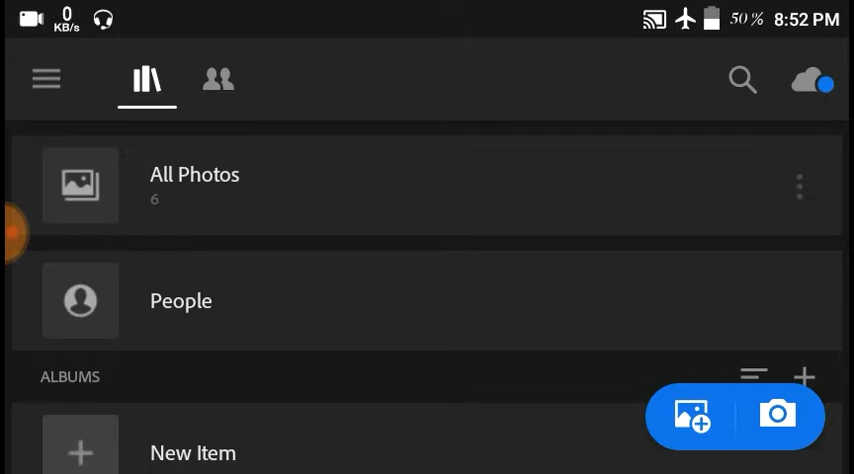 0
KB/s
50 %
8:52 PM
All Photos
6
People
ALBUMS
New Item